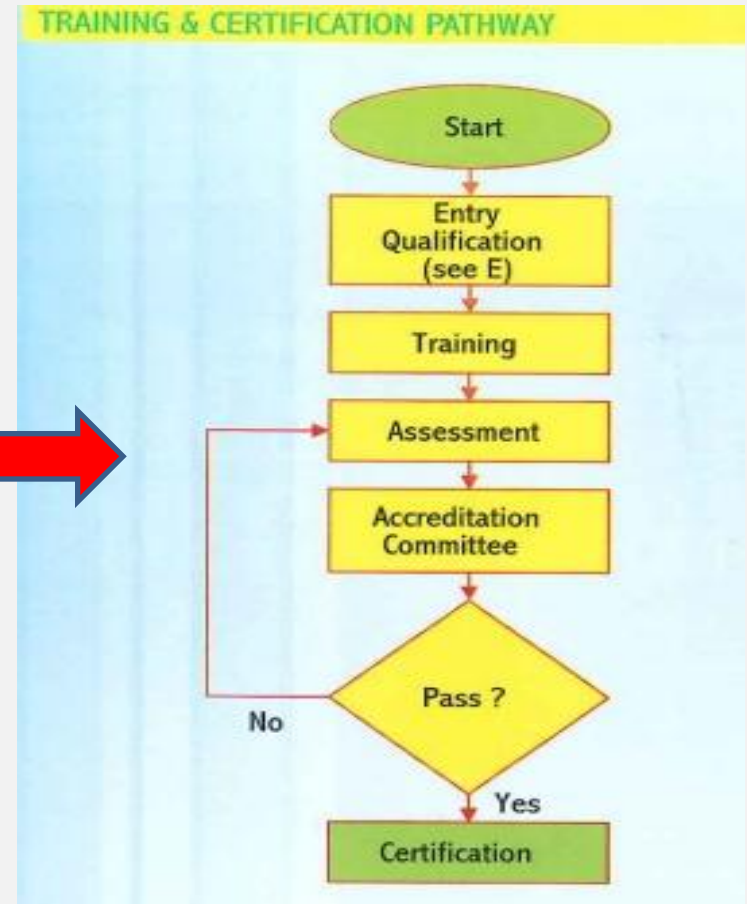 TRAINING & CERTIFICATION PATHWAY
Start
Entry
Qualification
(see E)
Training
Assessment
Accreditation
Committee
Pass ?
No
Yes
Certification